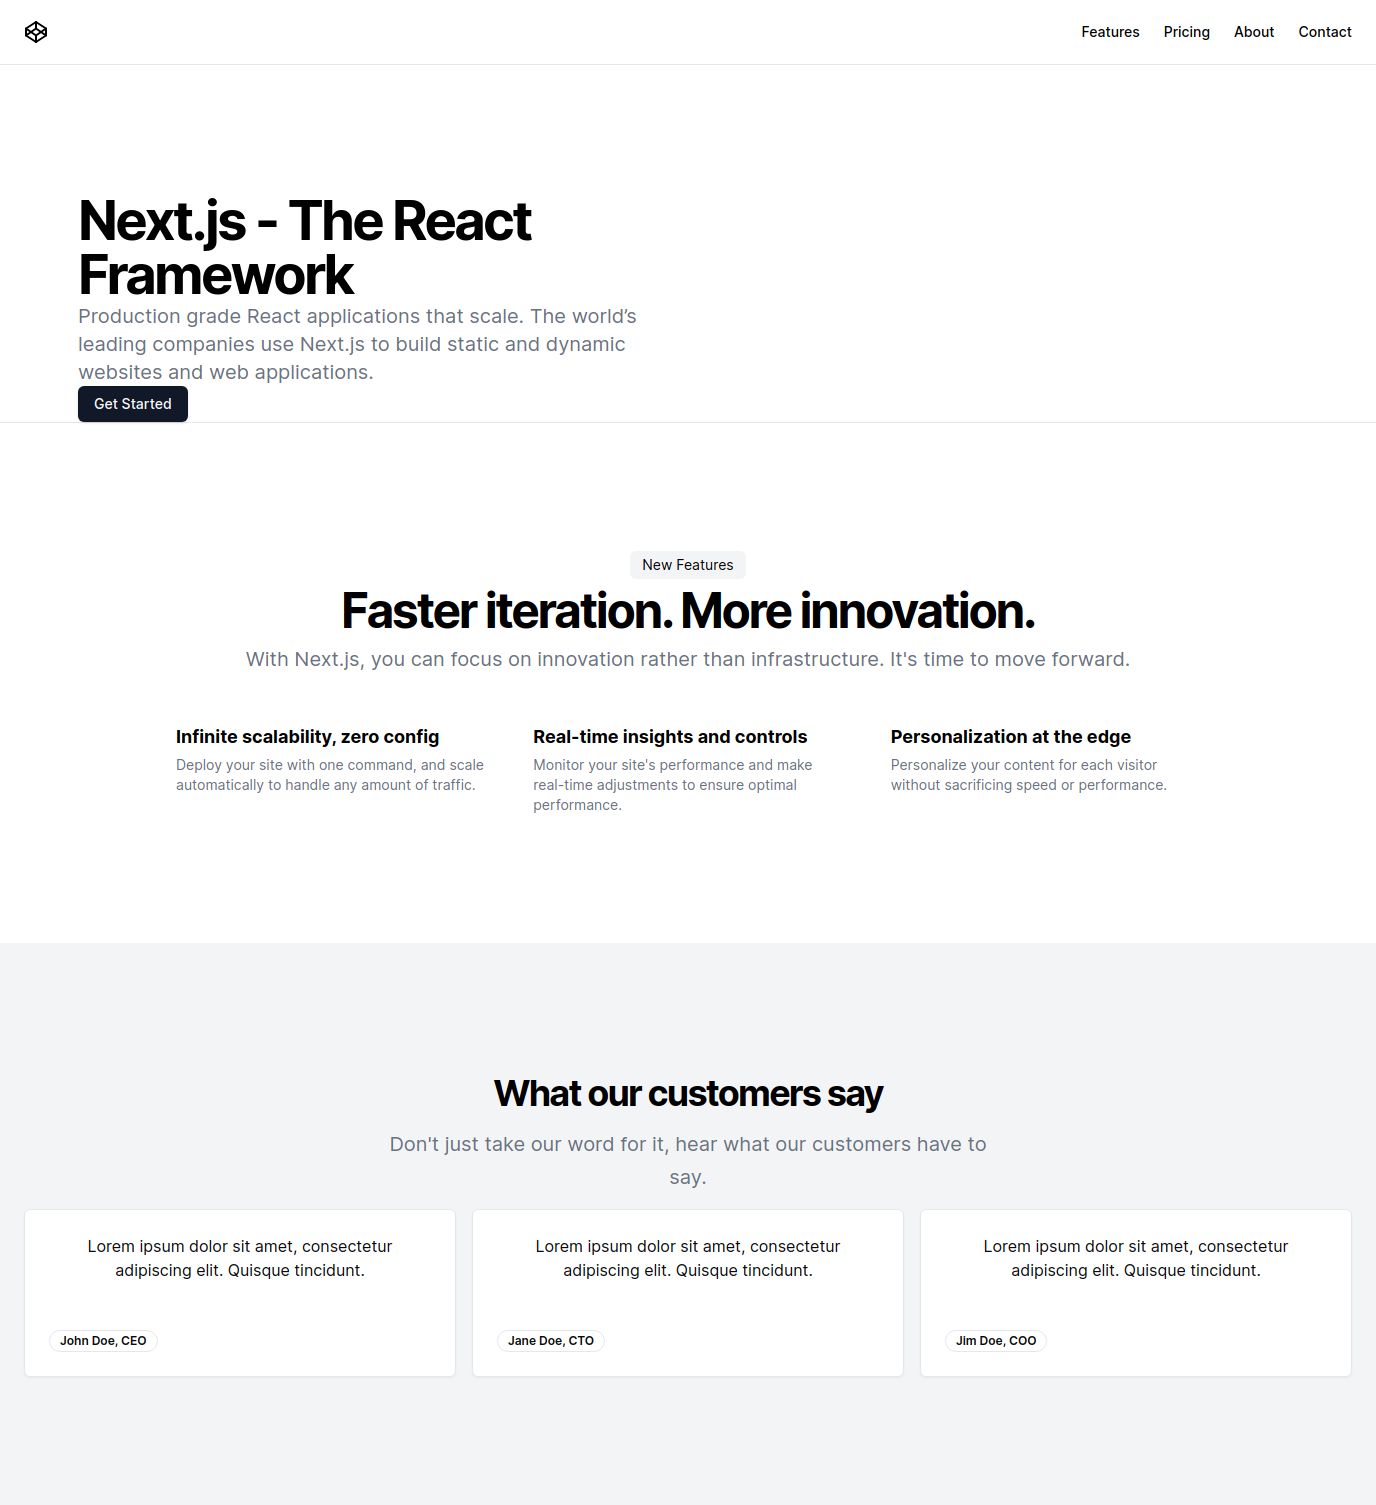 Features Pricing About Contact
Next.js - The React
Framework
Production grade React applications that scale. The world’s
leading companies use Next.js to build static and dynamic
websites and web applications.
Get Started
New Features
Faster iteration. More innovation.
With Next.js, you can focus on innovation rather than infrastructure. It's time to move forward.
Infinite scalability, zero config
Deploy your site with one command, and scale
automatically to handle any amount of traffic.
Real-time insights and controls
Monitor your site's performance and make
real-time adjustments to ensure optimal
performance.
Personalization at the edge
Personalize your content for each visitor
without sacrificing speed or performance.
What our customers say
Don't just take our word for it, hear what our customers have to
say.
Lorem ipsum dolor sit amet, consectetur
adipiscing elit. Quisque tincidunt.
John Doe, CEO
Lorem ipsum dolor sit amet, consectetur
adipiscing elit. Quisque tincidunt.
Jane Doe, CTO
Lorem ipsum dolor sit amet, consectetur
adipiscing elit. Quisque tincidunt.
Jim Doe, COO